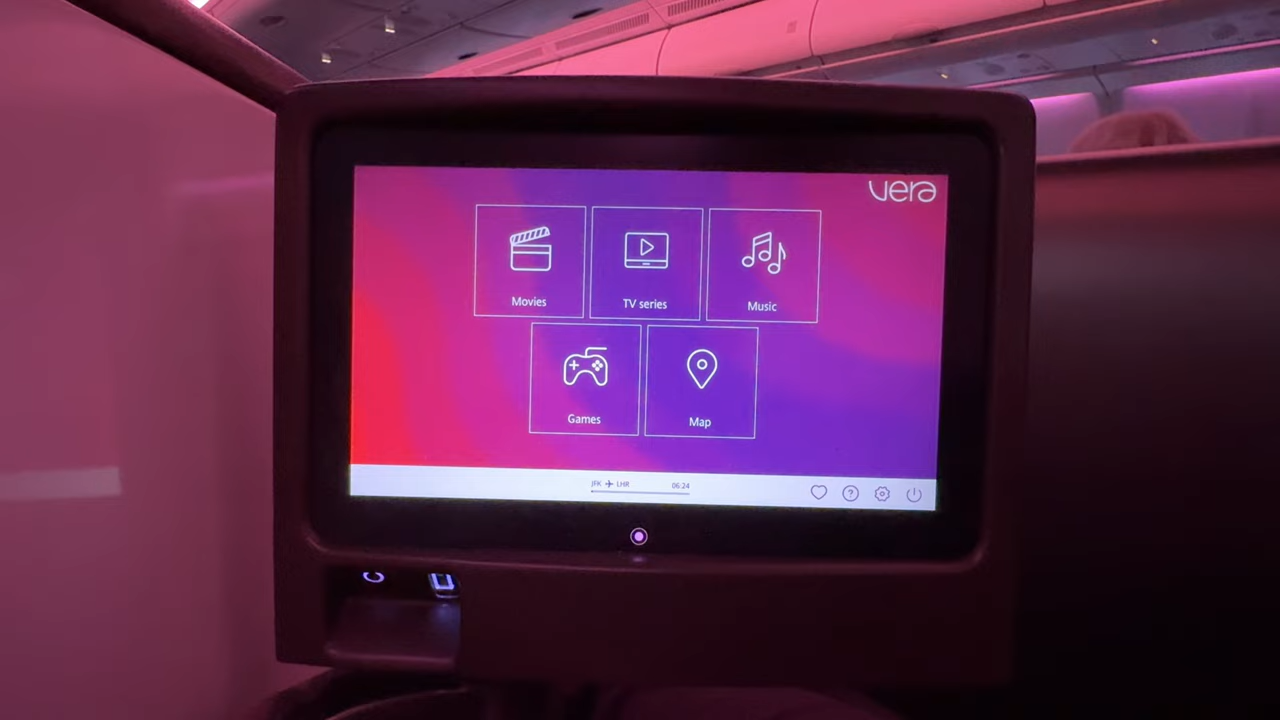 vera
Movies
TV series
Music
Games
Map
JFK LHR 06:24